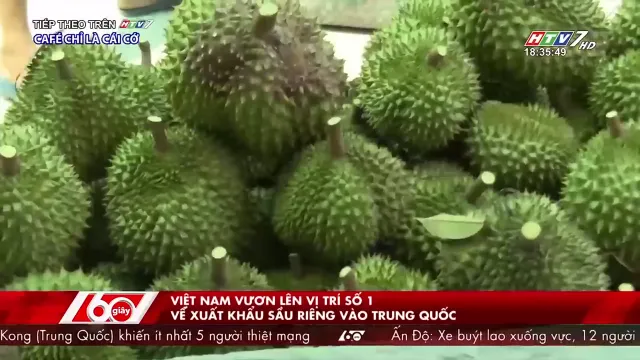 TIẾP THEO TRÊN HTV7
CAFÉ CHỈ LÀ CÁI CỚ
HTV7 HD
18:35:49
60 giây
VIỆT NAM VƯƠN LÊN VỊ TRÍ SỐ 1
VỀ XUẤT KHẨU SẦU RIÊNG VÀO TRUNG QUỐC
Kong (Trung Quốc) khiến ít nhất 5 người thiệt mạng
Ấn Độ: Xe buýt lao xuống vực, 12 người